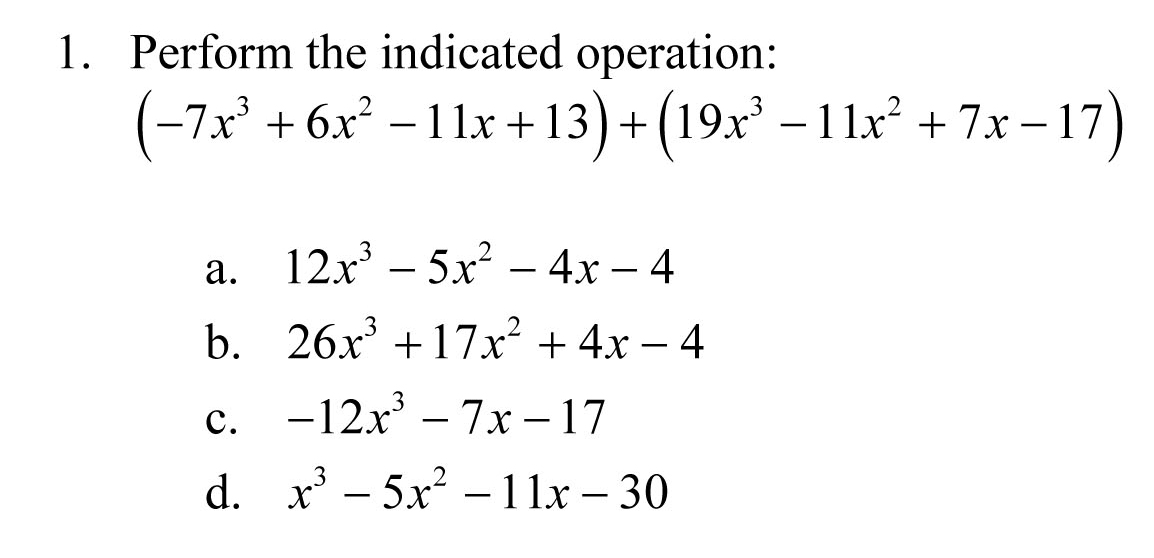 1. Perform the indicated operation:
(−7x³ + 6x² − 11x + 13) + (19x³ − 11x² + 7x − 17)
a. 12x³ − 5x² − 4x − 4
b. 26x³ + 17x² + 4x − 4
c. −12x³ − 7x − 17
d. x³ − 5x² − 11x − 30